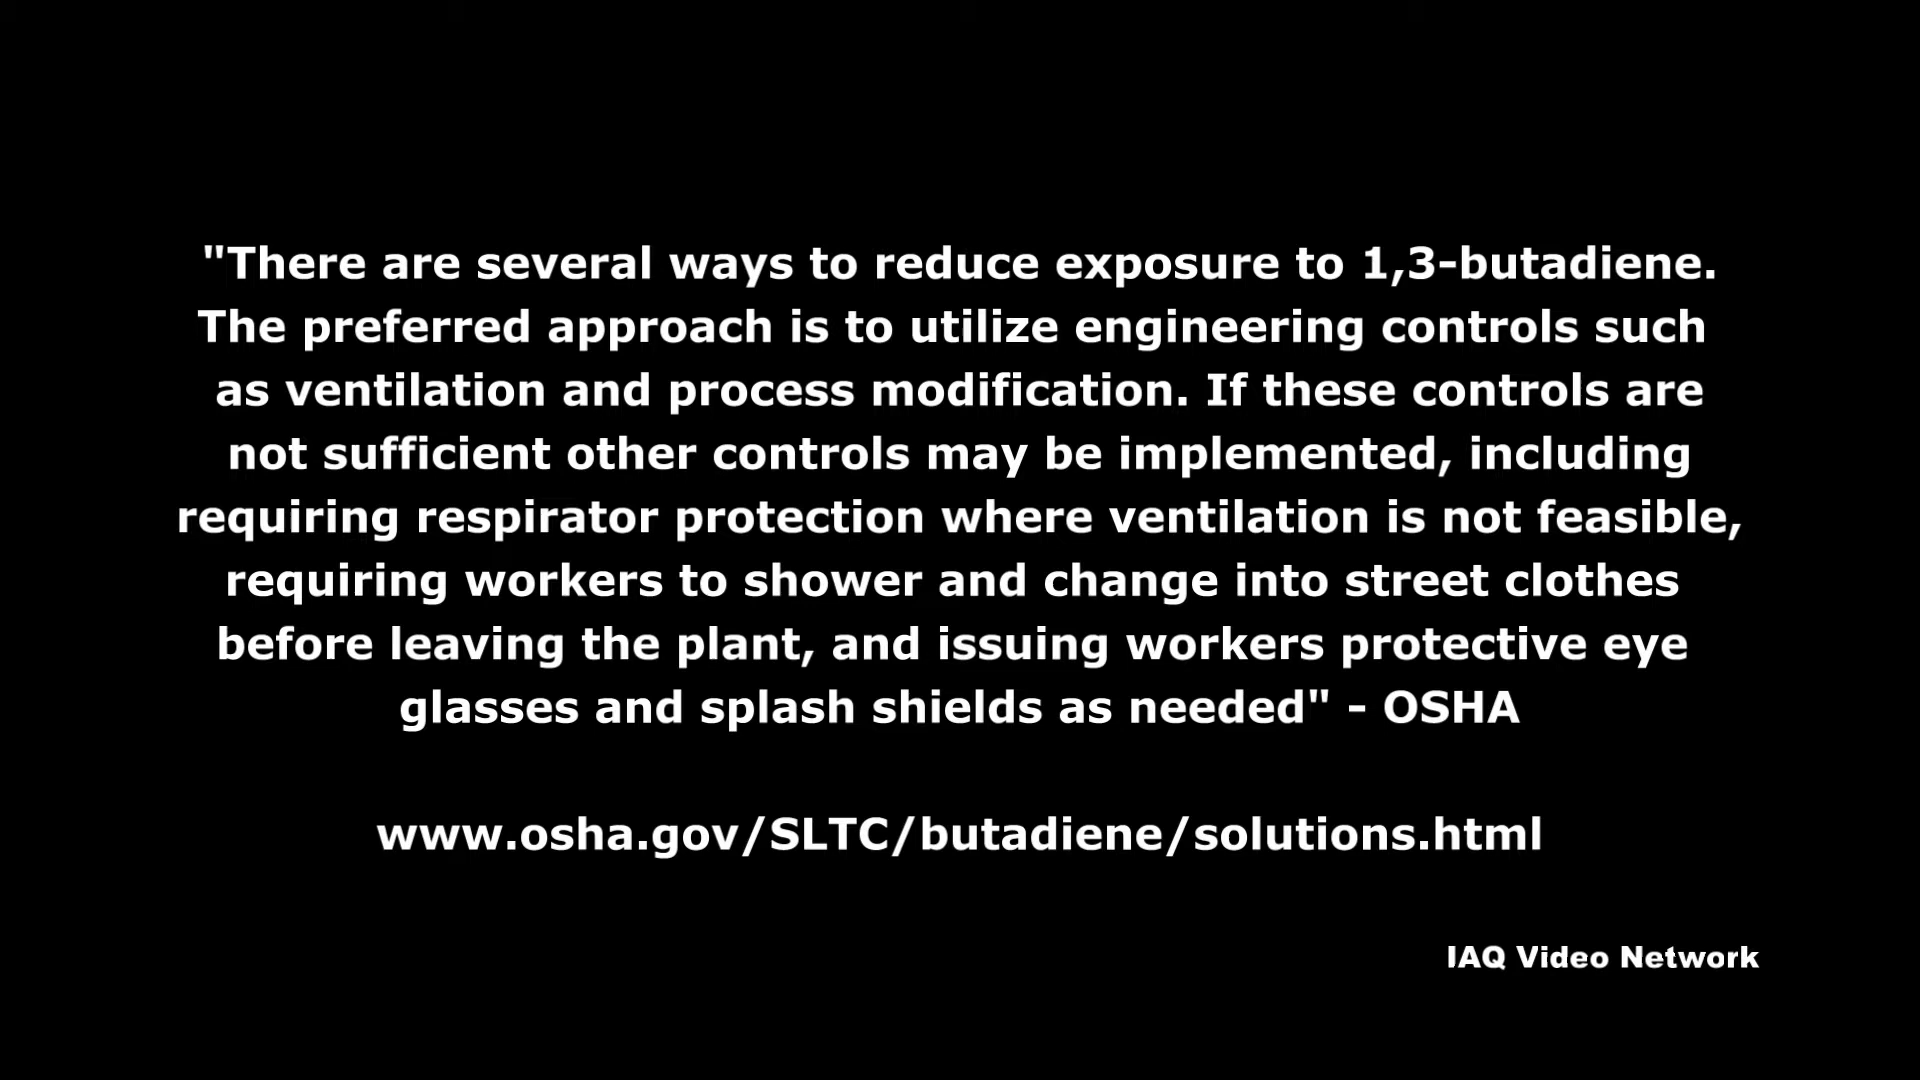 "There are several ways to reduce exposure to 1,3-butadiene.
The preferred approach is to utilize engineering controls such
as ventilation and process modification. If these controls are
not sufficient other controls may be implemented, including
requiring respirator protection where ventilation is not feasible,
requiring workers to shower and change into street clothes
before leaving the plant, and issuing workers protective eye
glasses and splash shields as needed" - OSHA
www.osha.gov/SLTC/butadiene/solutions.html
IAQ Video Network